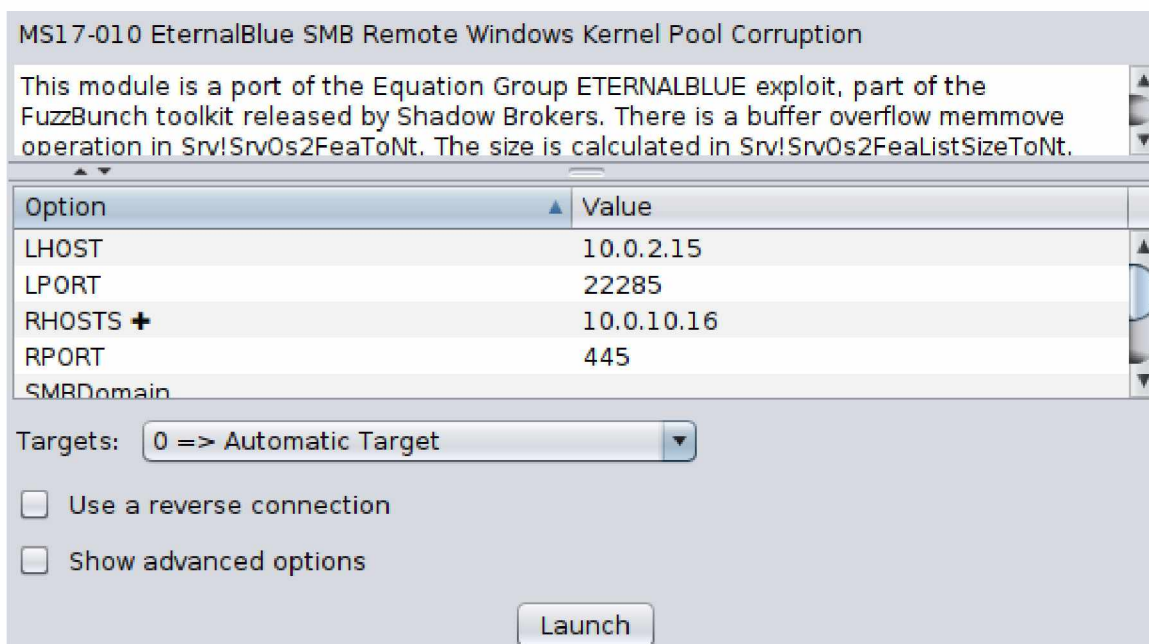 MS17-010 EternalBlue SMB Remote Windows Kernel Pool Corruption
This module is a port of the Equation Group ETERNALBLUE exploit, part of the
FuzzBunch toolkit released by Shadow Brokers. There is a buffer overflow memmove
operation in Srv!SrvOs2FeaToNt. The size is calculated in Srv!SrvOs2FeaListSizeToNt,
Option Value
LHOST 10.0.2.15
LPORT 22285
RHOSTS ✚ 10.0.10.16
RPORT 445
SMBDomain
Targets: 0 => Automatic Target
Use a reverse connection
Show advanced options
Launch